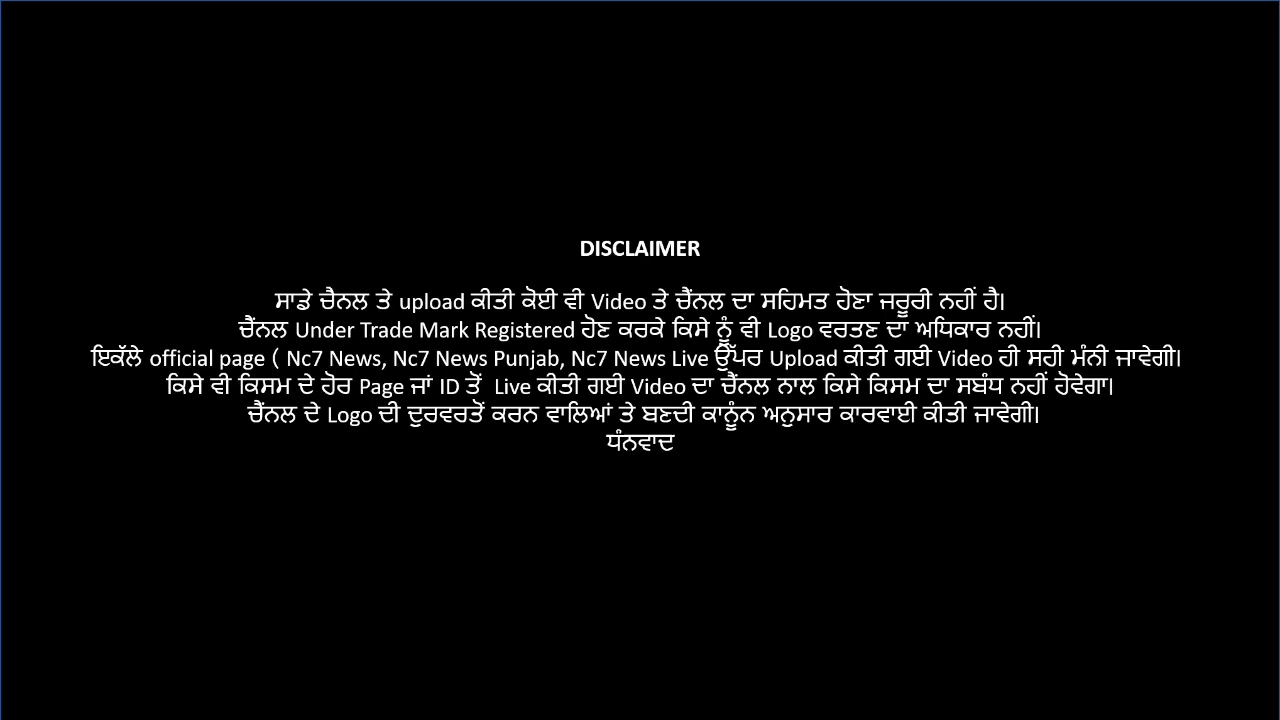 DISCLAIMER
ਸਾਡੇ ਚੈਨਲ ਤੇ upload ਕੀਤੀ ਕੋਈ ਵੀ Video ਤੇ ਚੈਂਨਲ ਦਾ ਸਹਿਮਤ ਹੋਣਾ ਜਰੂਰੀ ਨਹੀਂ ਹੈ।
ਚੈਂਨਲ Under Trade Mark Registered ਹੋਣ ਕਰਕੇ ਕਿਸੇ ਨੂੰ ਵੀ Logo ਵਰਤਣ ਦਾ ਅਧਿਕਾਰ ਨਹੀਂ।
ਇਕੱਲੇ official page ( Nc7 News, Nc7 News Punjab, Nc7 News Live ਉੱਪਰ Upload ਕੀਤੀ ਗਈ Video ਹੀ ਸਹੀ ਮੰਨੀ ਜਾਵੇਗੀ।
ਕਿਸੇ ਵੀ ਕਿਸਮ ਦੇ ਹੋਰ Page ਜਾਂ ID ਤੋਂ Live ਕੀਤੀ ਗਈ Video ਦਾ ਚੈਂਨਲ ਨਾਲ ਕਿਸੇ ਕਿਸਮ ਦਾ ਸਬੰਧ ਨਹੀਂ ਹੋਵੇਗਾ।
ਚੈਂਨਲ ਦੇ Logo ਦੀ ਦੁਰਵਰਤੋਂ ਕਰਨ ਵਾਲਿਆਂ ਤੇ ਬਣਦੀ ਕਾਨੂੰਨ ਅਨੁਸਾਰ ਕਾਰਵਾਈ ਕੀਤੀ ਜਾਵੇਗੀ।
ਧੰਨਵਾਦ